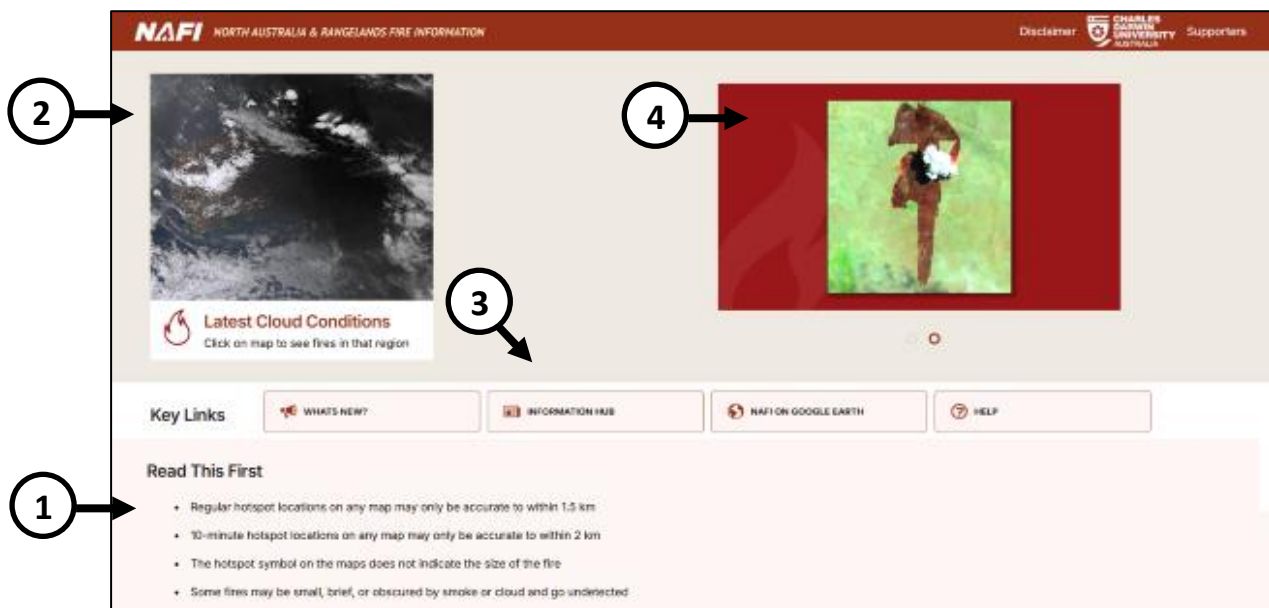 NAFI NORTH AUSTRALIA & RANGELANDS FIRE INFORMATION
Disclaimer
CHARLES
DARWIN
UNIVERSITY
AUSTRALIA
Supporters
2
4
3
Latest Cloud Conditions
Click on map to see fires in that region
Key Links
WHATS NEW?
INFORMATION HUB
NAFI ON GOOGLE EARTH
HELP
Read This First
1
• Regular hotspot locations on any map may only be accurate to within 1.5 km
• 10-minute hotspot locations on any map may only be accurate to within 2 km
• The hotspot symbol on the maps does not indicate the size of the fire
• Some fires may be small, brief, or obscured by smoke or cloud and go undetected